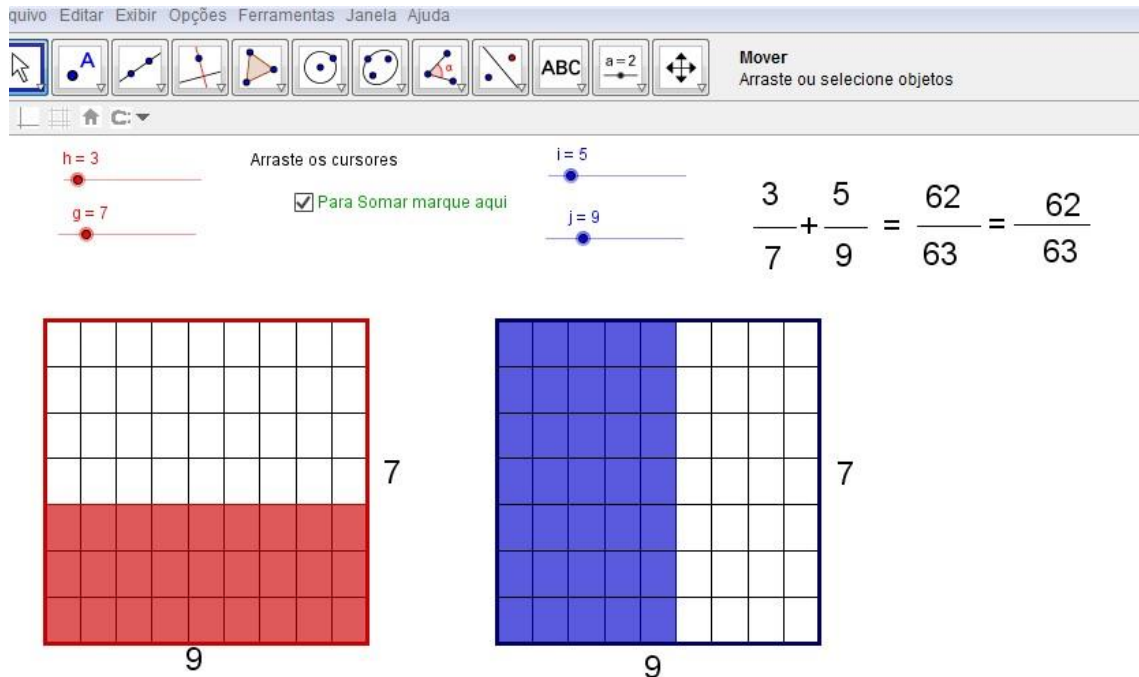 quivo Editar Exibir Opções Ferramentas Janela Ajuda
A
α
ABC
a = 2
Mover
Arraste ou selecione objetos
h = 3
Arraste os cursores
i = 5
g = 7
Para Somar marque aqui
j = 9
3 5 62 62
+ = =
7 9 63 63
7
7
9
9